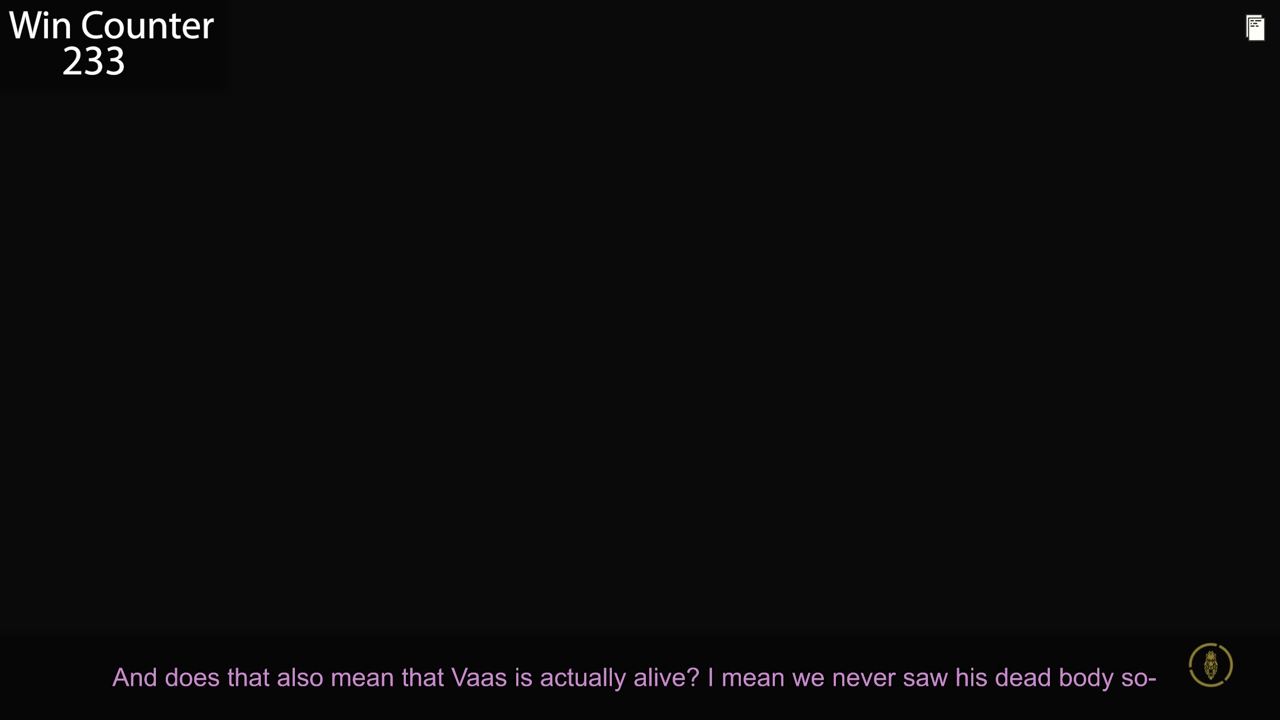 Win Counter
233
And does that also mean that Vaas is actually alive? I mean we never saw his dead body so-